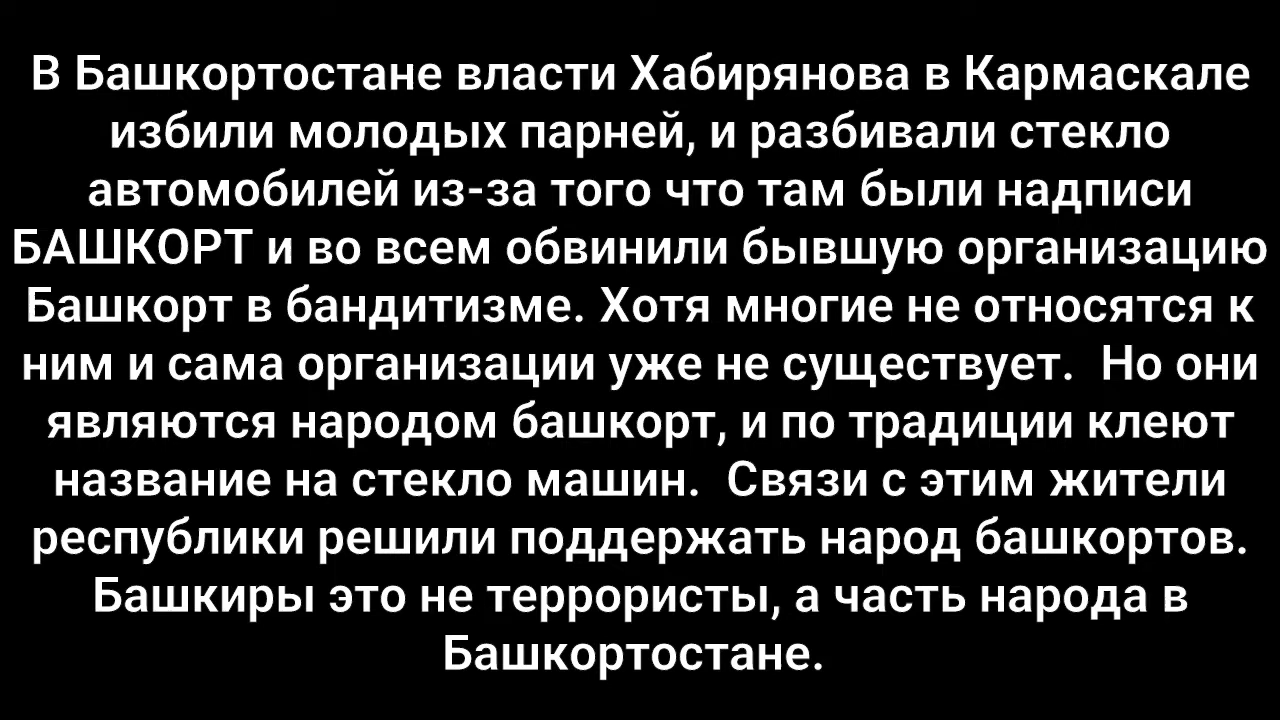 В Башкортостане власти Хабирянова в Кармаскале
избили молодых парней, и разбивали стекло
автомобилей из-за того что там были надписи
БАШКОРТ и во всем обвинили бывшую организацию
Башкорт в бандитизме. Хотя многие не относятся к
ним и сама организации уже не существует.  Но они
являются народом башкорт, и по традиции клеют
название на стекло машин.  Связи с этим жители
республики решили поддержать народ башкортов.
Башкиры это не террористы, а часть народа в
Башкортостане.